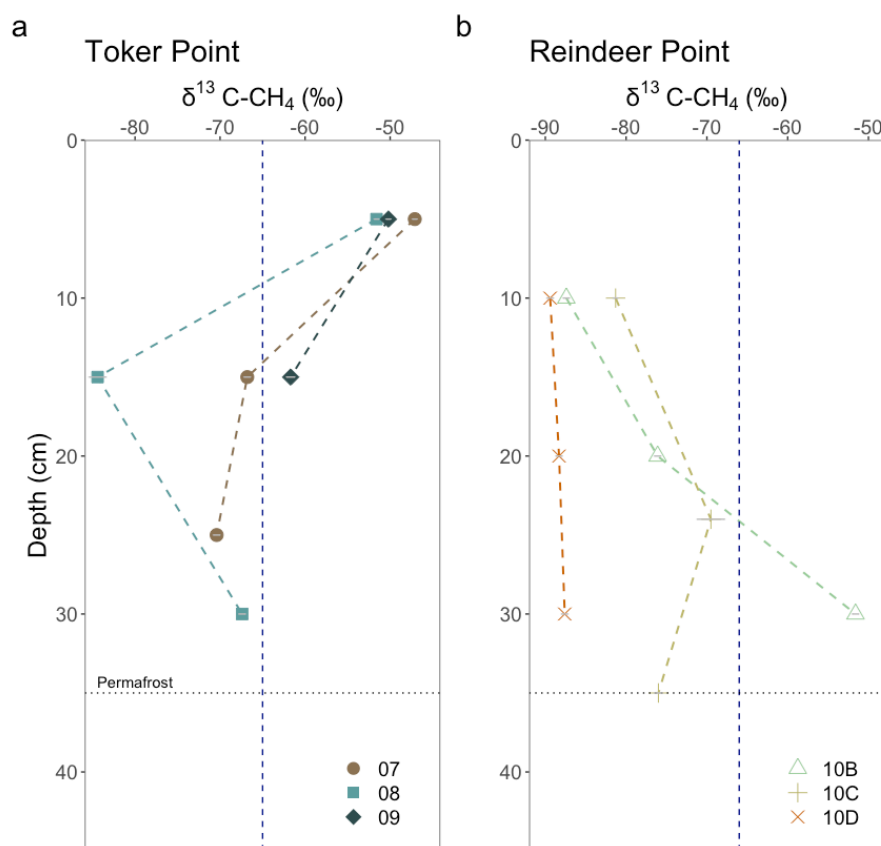 a
Toker Point
δ¹³ C-CH₄ (‰)
-80 -70 -60 -50
0
10
20
30
40
Depth (cm)
Permafrost
07
08
09
b
Reindeer Point
δ¹³ C-CH₄ (‰)
-90 -80 -70 -60 -50
0
10
20
30
40
10B
10C
10D